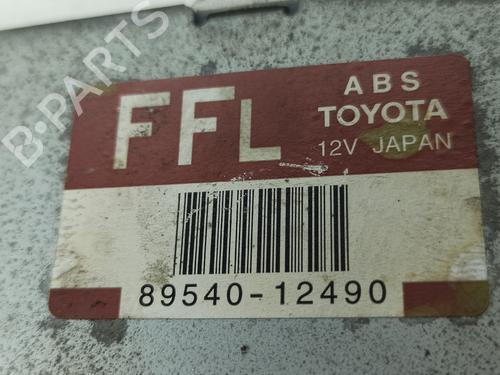 B-PARTS
FFL
ABS
TOYOTA
12V JAPAN
89540-12490